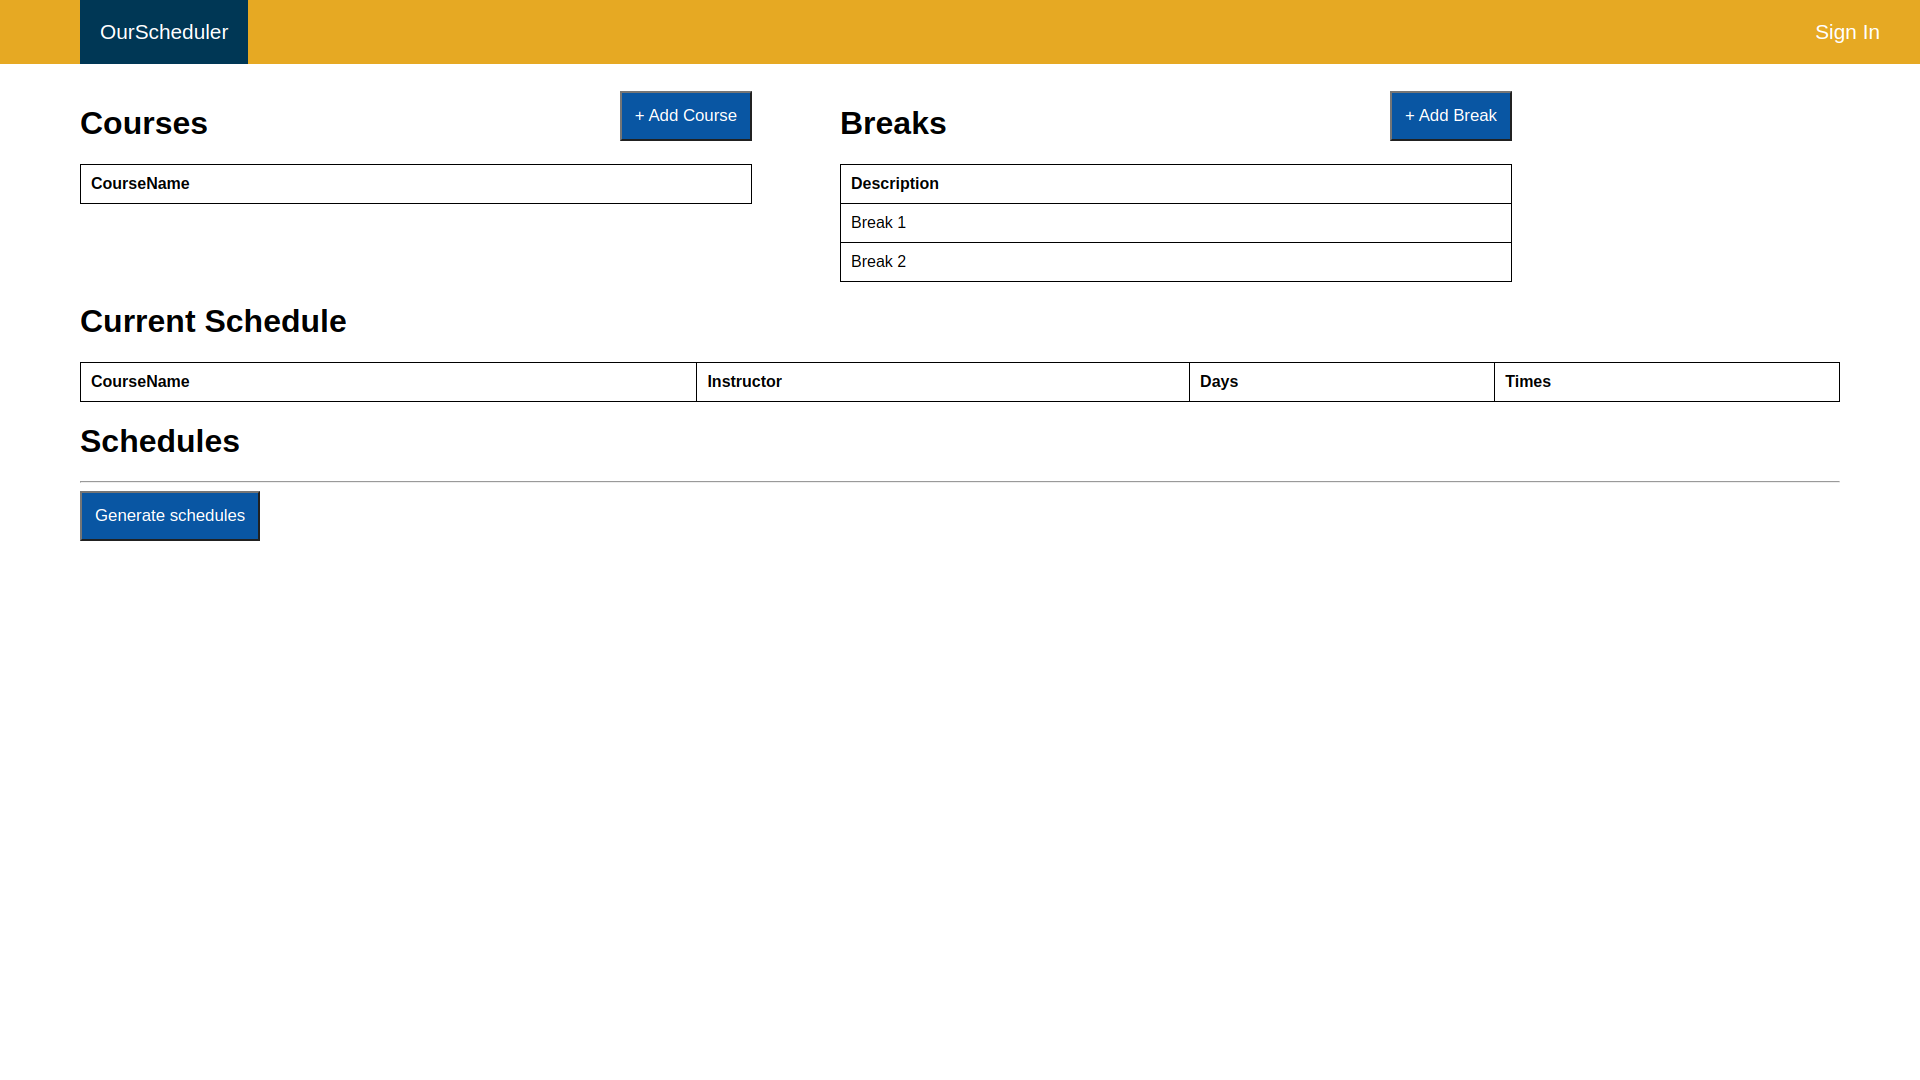 OurScheduler
Sign In
Courses
+ Add Course
CourseName
Breaks
+ Add Break
Description
Break 1
Break 2
Current Schedule
CourseName Instructor Days Times
Schedules
Generate schedules